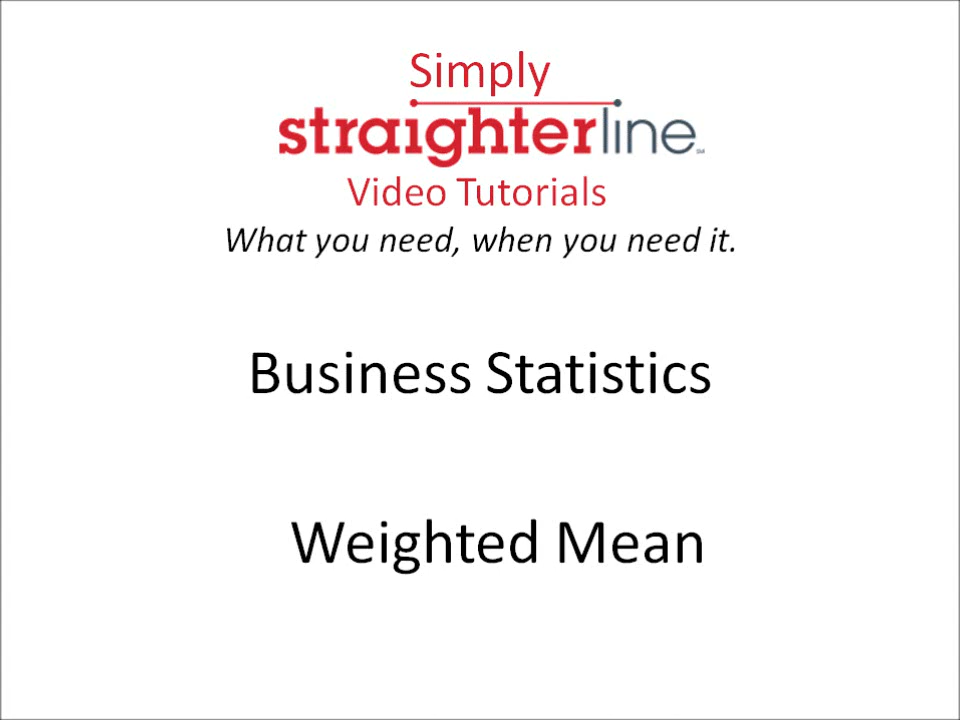 Simply
straighterline
Video Tutorials
What you need, when you need it.
Business Statistics
Weighted Mean